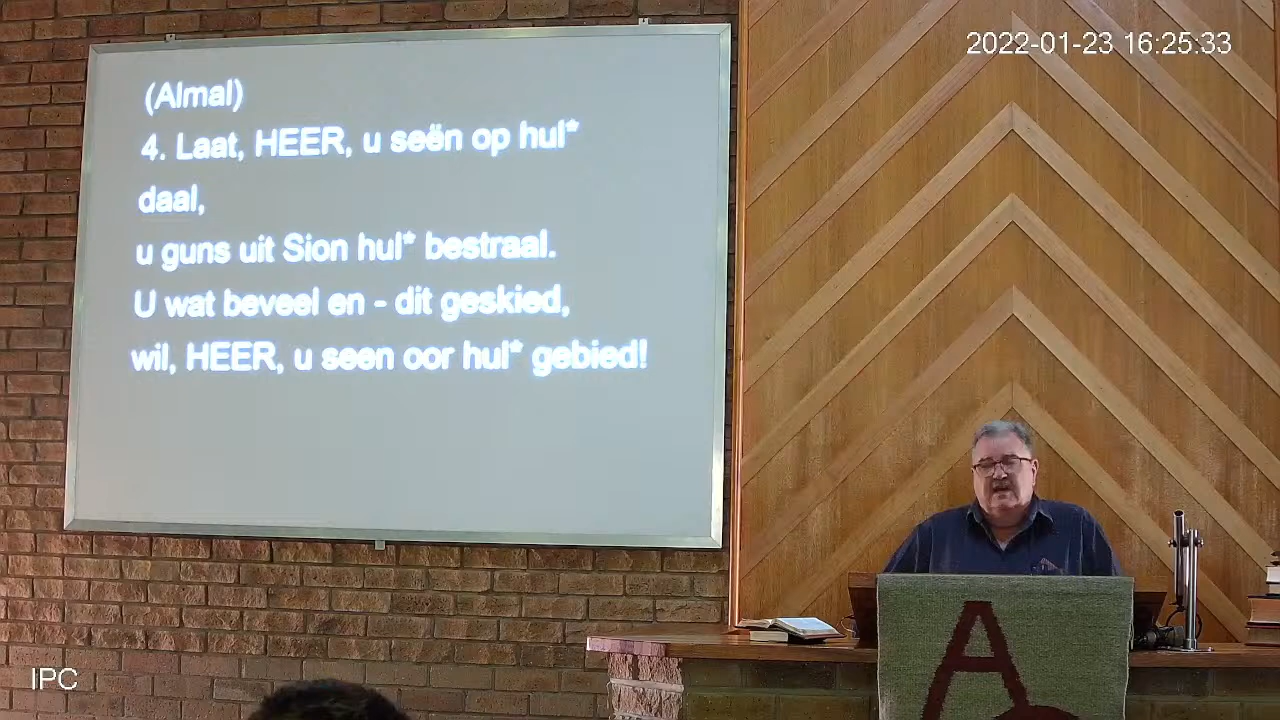 2022-01-23 16:25:33
(Almal)
4. Laat, HEER, u seën op hul*
daal,
u guns uit Sion hul* bestraal.
U wat beveel en - dit geskied,
wil, HEER, u seen oor hul* gebied!
A
IPC